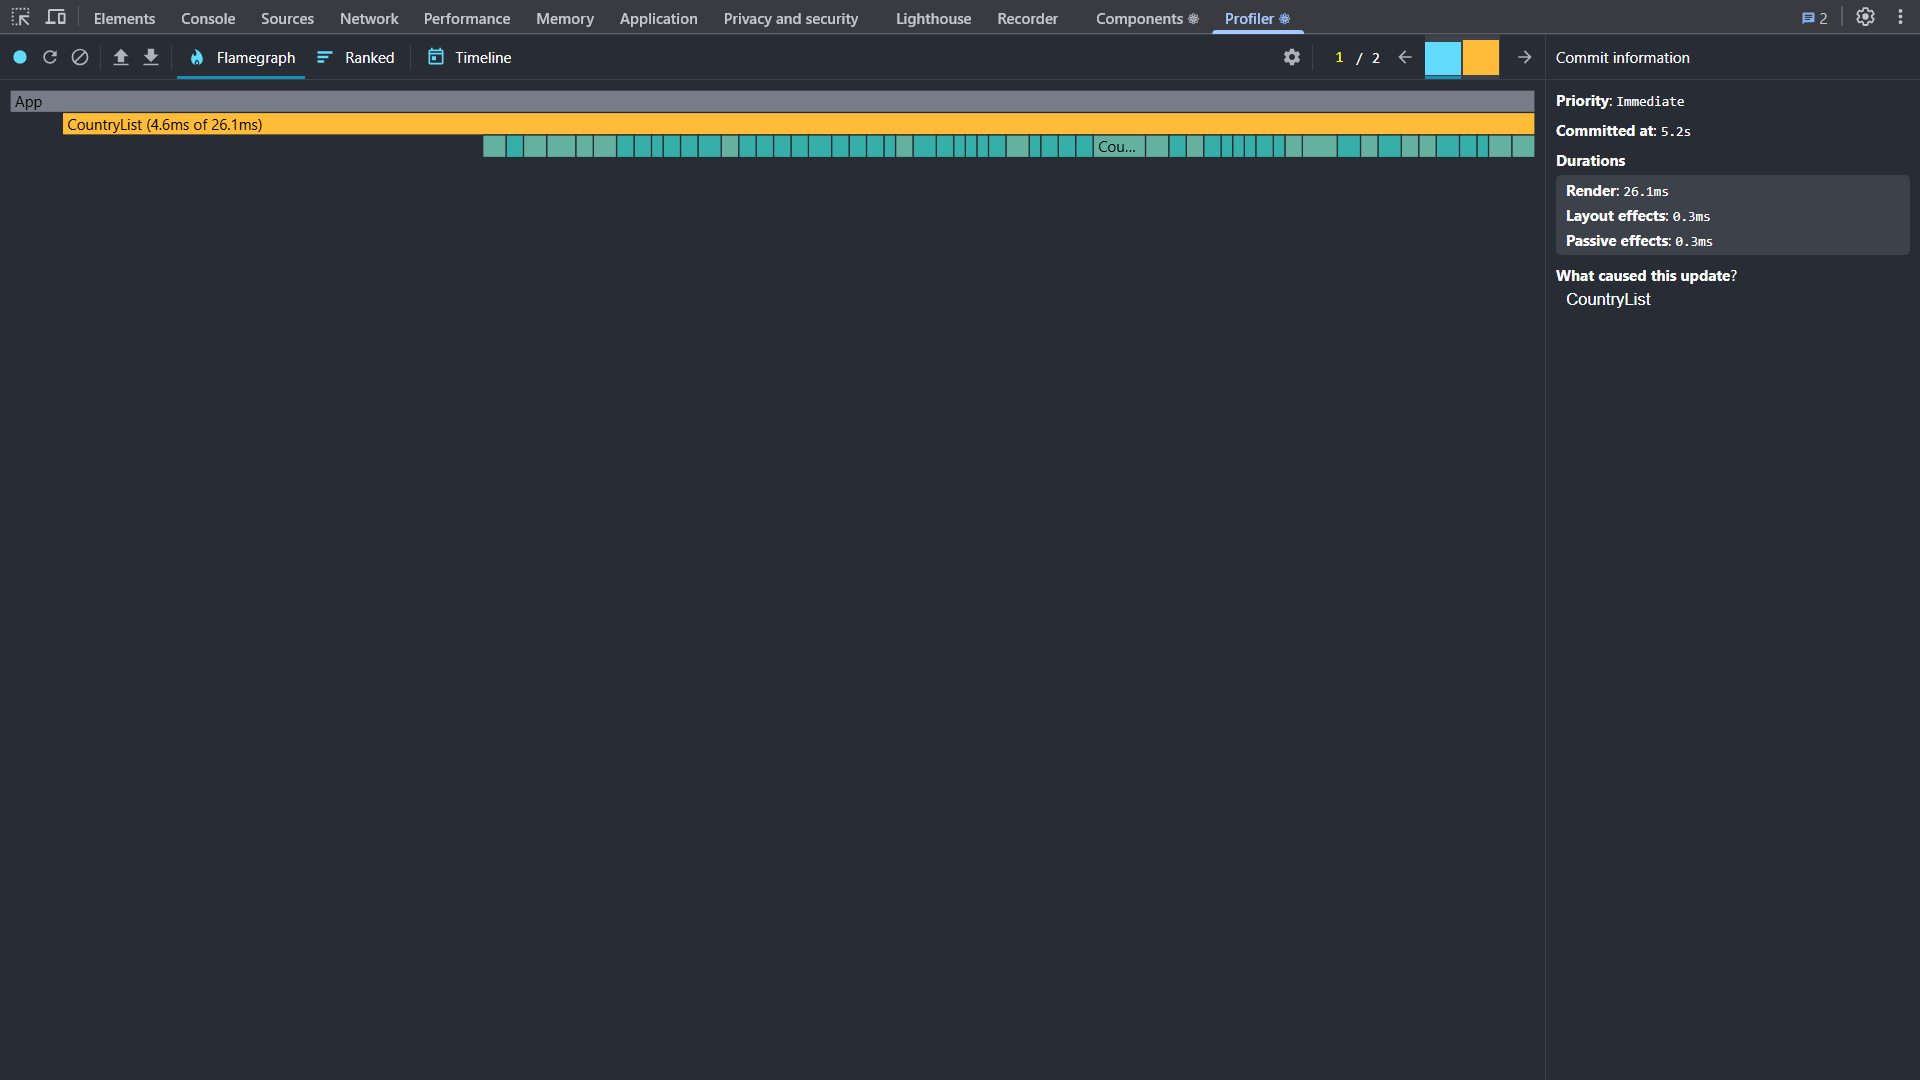 Elements Console Sources Network Performance Memory Application Privacy and security Lighthouse Recorder Components Profiler 2
Flamegraph Ranked Timeline 1 / 2 Commit information
App
CountryList (4.6ms of 26.1ms)
Cou...
Priority: Immediate
Committed at: 5.2s
Durations
Render: 26.1ms
Layout effects: 0.3ms
Passive effects: 0.3ms
What caused this update?
CountryList